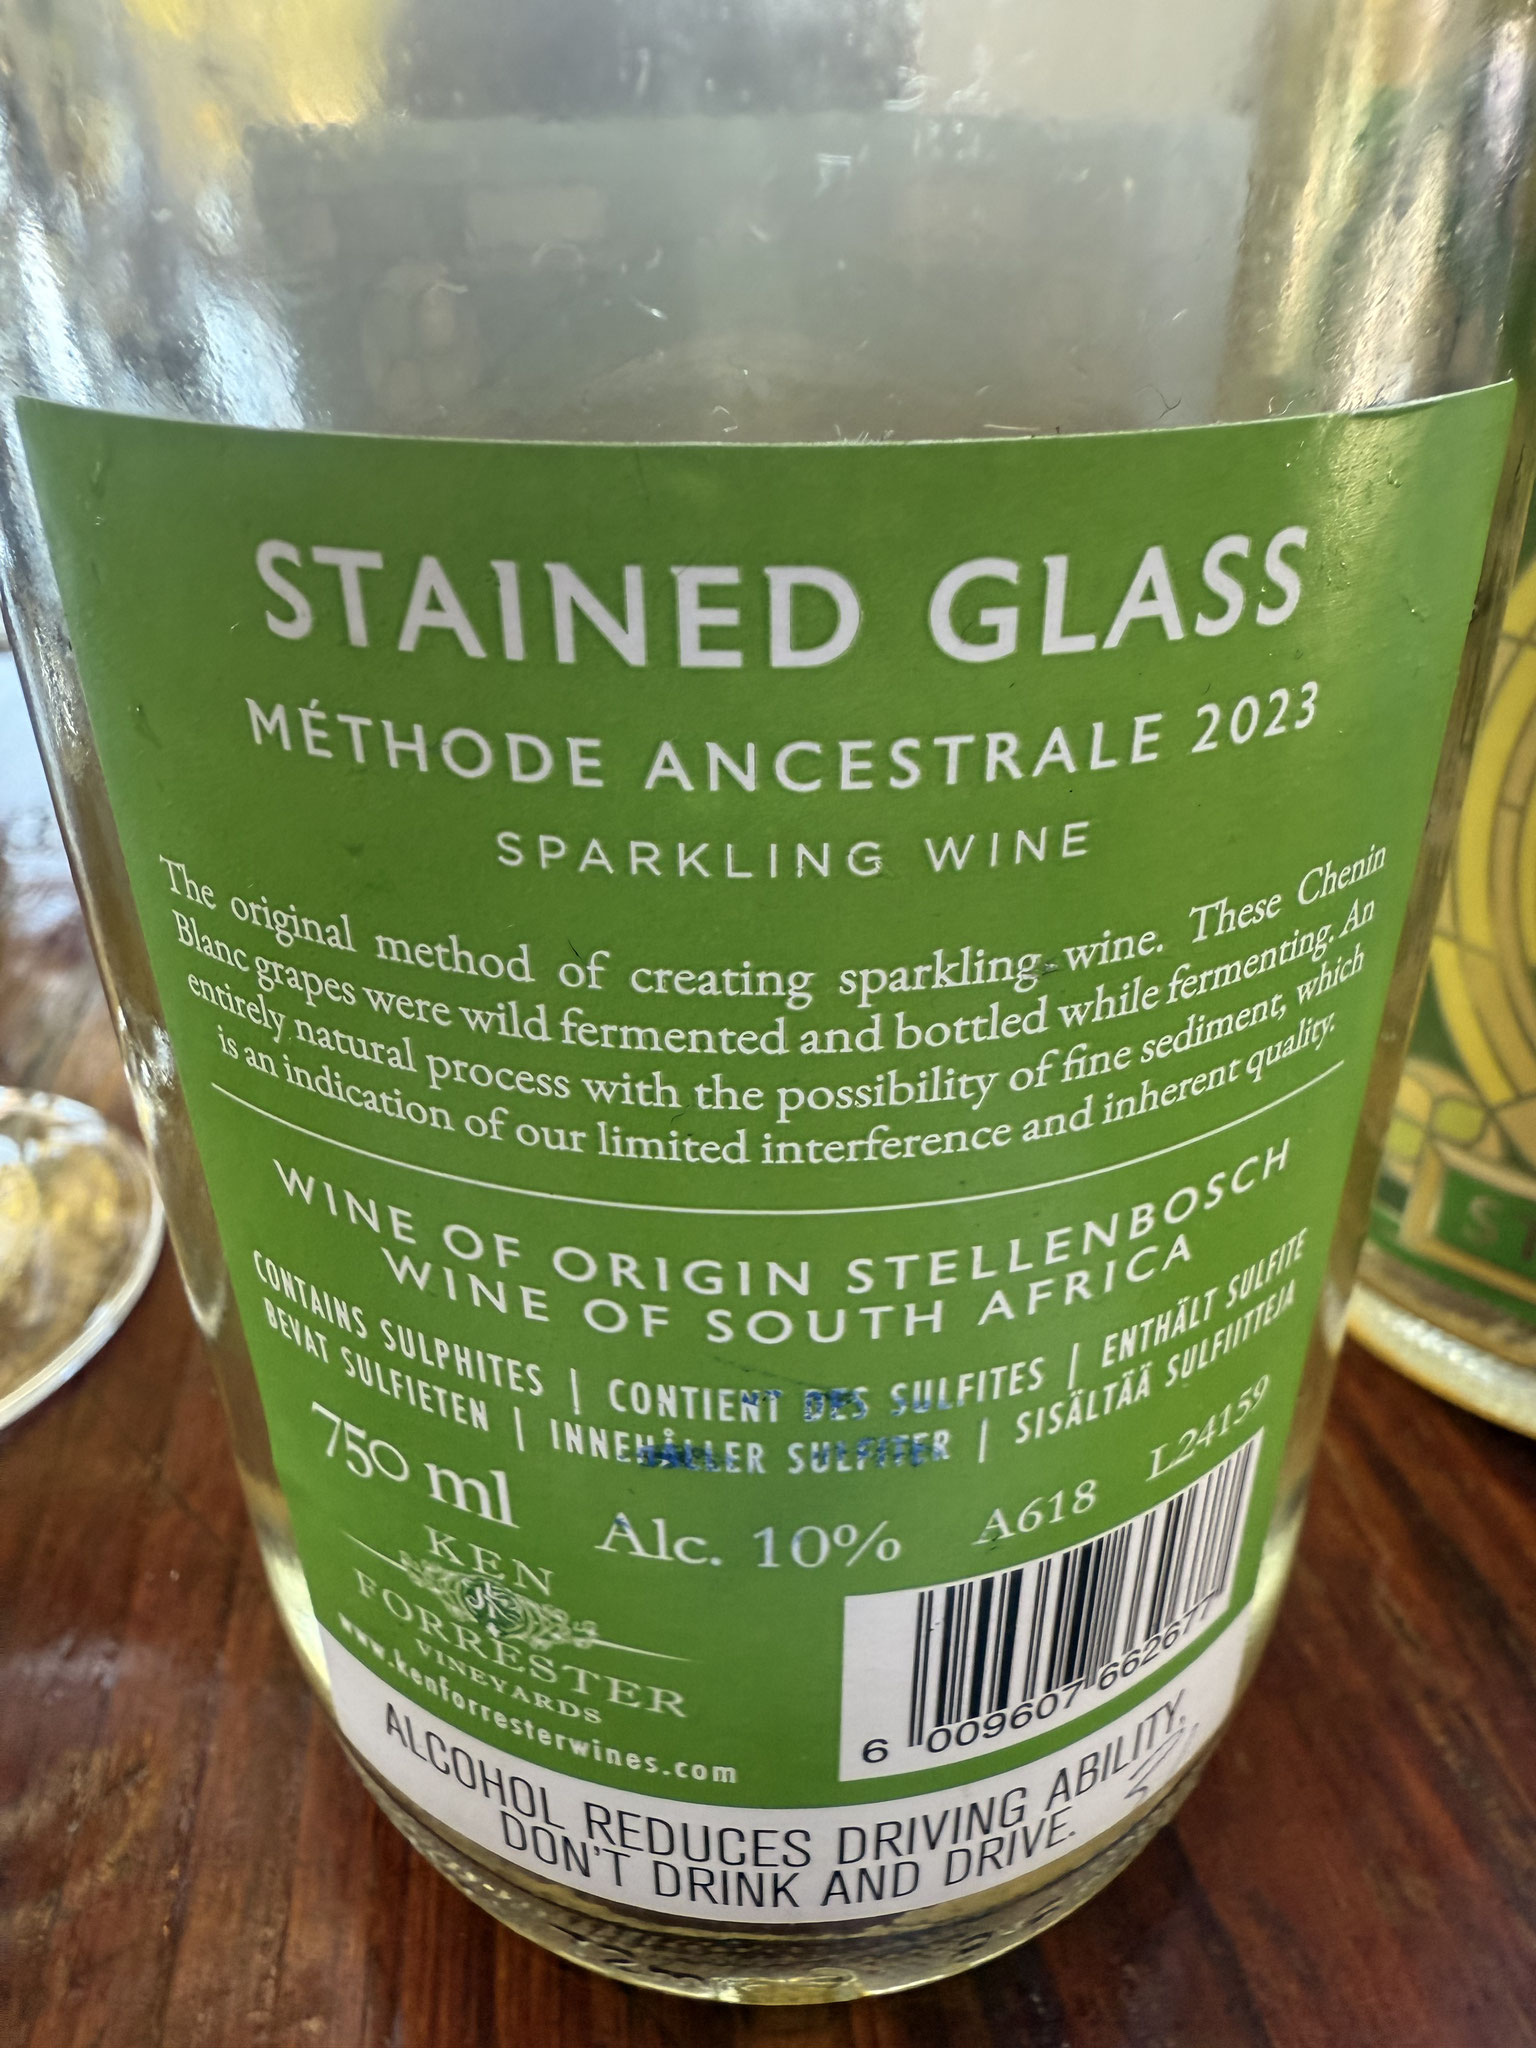 STAINED GLASS
MÉTHODE ANCESTRALE 2023
SPARKLING WINE
The original method of creating sparkling wine. These Chenin
Blanc grapes were wild fermented and bottled while fermenting. An
entirely natural process with the possibility of fine sediment, which
is an indication of our limited interference and inherent quality.
WINE OF ORIGIN STELLENBOSCH
WINE OF SOUTH AFRICA
CONTAINS SULPHITES | CONTIENT DES SULFITES | ENTHÄLT SULFITE
BEVAT SULFIETEN | INNEHÅLLER SULFITER | SISÄLTÄÄ SULFIITTEJA
750 ml Alc. 10% A618 L24159
KEN
FORRESTER
VINEYARDS
www.kenforresterwines.com
6 009607 662677
ALCOHOL REDUCES DRIVING ABILITY,
DON'T DRINK AND DRIVE.